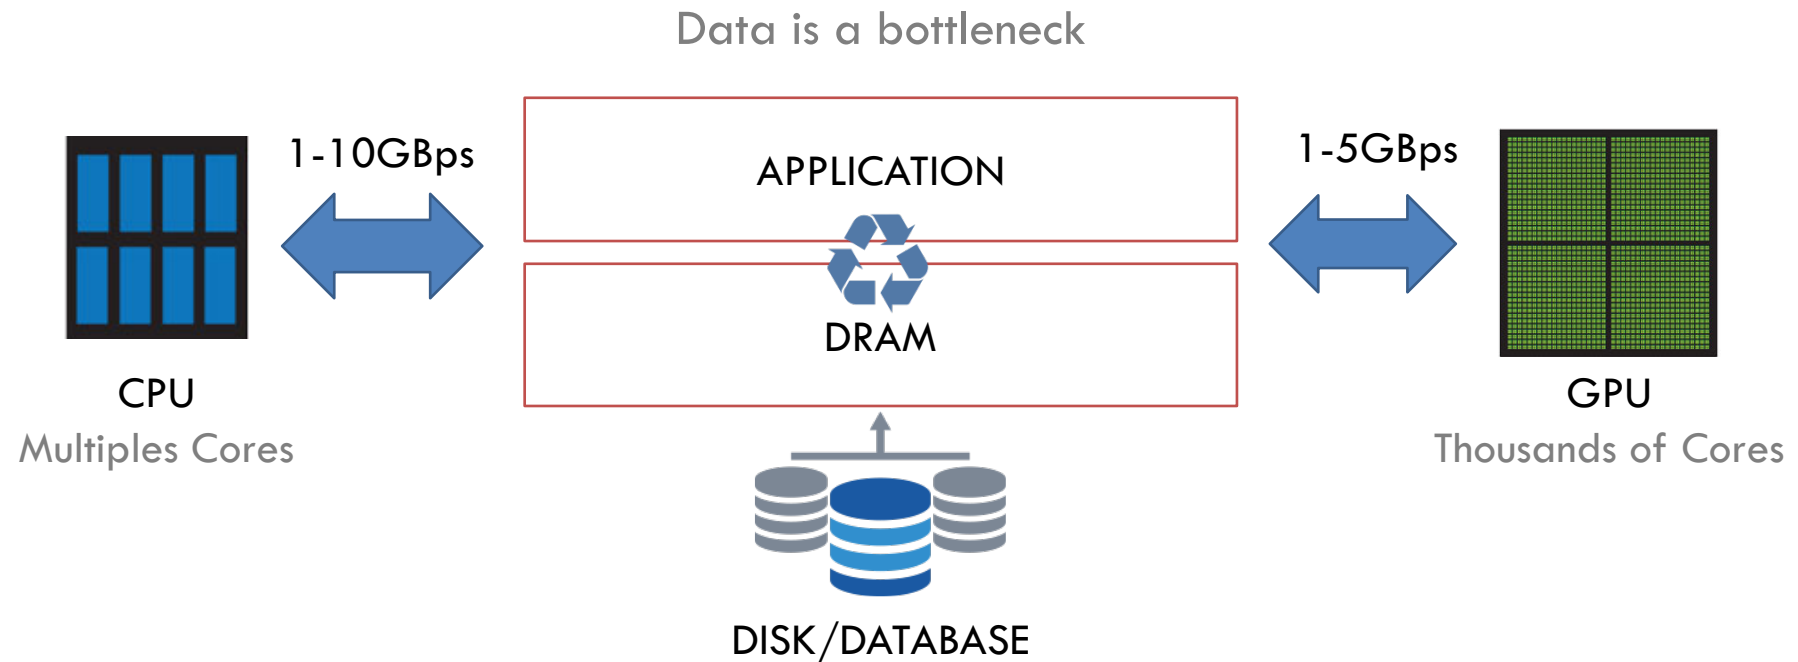 Data is a bottleneck
1-10GBps
APPLICATION
1-5GBps
DRAM
CPU
Multiples Cores
GPU
Thousands of Cores
DISK/DATABASE